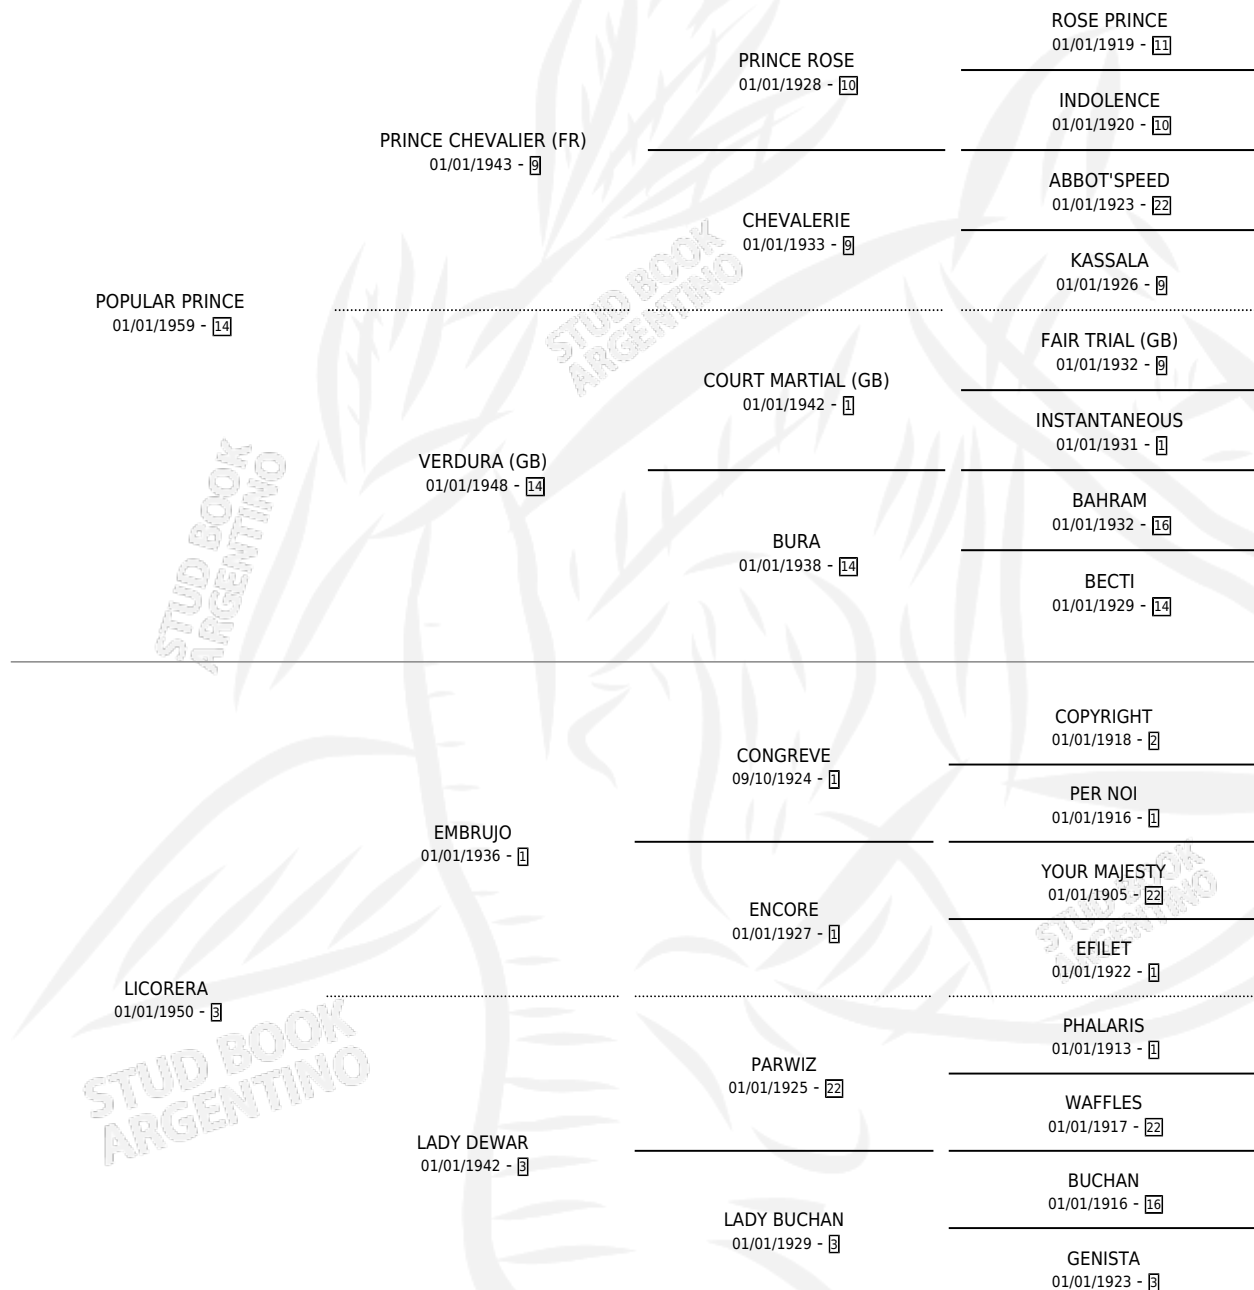 ROSE PRINCE
01/01/1919 - 11
PRINCE ROSE
01/01/1928 - 10
INDOLENCE
01/01/1920 - 10
PRINCE CHEVALIER (FR)
01/01/1943 - 9
ABBOT'SPEED
01/01/1923 - 22
CHEVALERIE
01/01/1933 - 9
KASSALA
01/01/1926 - 9
POPULAR PRINCE
01/01/1959 - 14
FAIR TRIAL (GB)
01/01/1932 - 9
COURT MARTIAL (GB)
01/01/1942 - 1
INSTANTANEOUS
01/01/1931 - 1
VERDURA (GB)
01/01/1948 - 14
BAHRAM
01/01/1932 - 16
BURA
01/01/1938 - 14
BECTI
01/01/1929 - 14
COPYRIGHT
01/01/1918 - 2
CONGREVE
09/10/1924 - 1
PER NOI
01/01/1916 - 1
EMBRUJO
01/01/1936 - 1
YOUR MAJESTY
01/01/1905 - 22
ENCORE
01/01/1927 - 1
EFILET
01/01/1922 - 1
LICORERA
01/01/1950 - 3
PHALARIS
01/01/1913 - 1
PARWIZ
01/01/1925 - 22
WAFFLES
01/01/1917 - 22
LADY DEWAR
01/01/1942 - 3
BUCHAN
01/01/1916 - 16
LADY BUCHAN
01/01/1929 - 3
GENISTA
01/01/1923 - 3
STUD BOOK
ARGENTINO
STUD BOOK
ARGENTINO
STUD BOOK
ARGENTINO
STUD BOOK
ARGENTINO